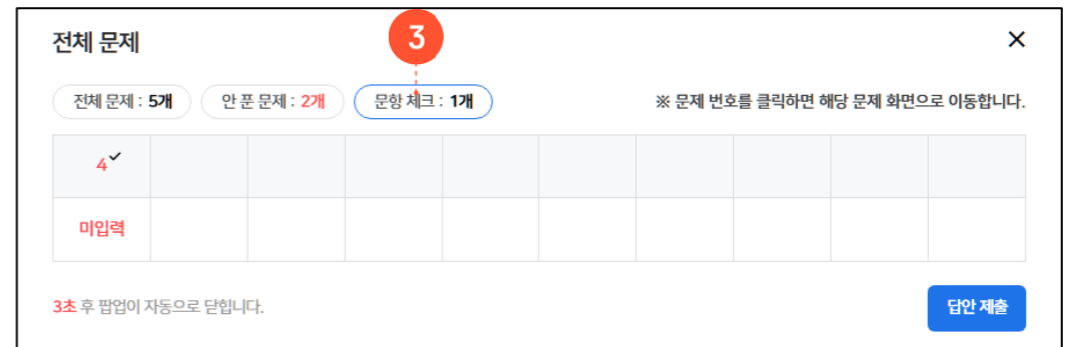 전체 문제
3
전체 문제 : 5개
안 푼 문제 : 2개
문항 체크 : 1개
※ 문제 번호를 클릭하면 해당 문제 화면으로 이동합니다.
4
미입력
3초 후 팝업이 자동으로 닫힙니다.
답안 제출